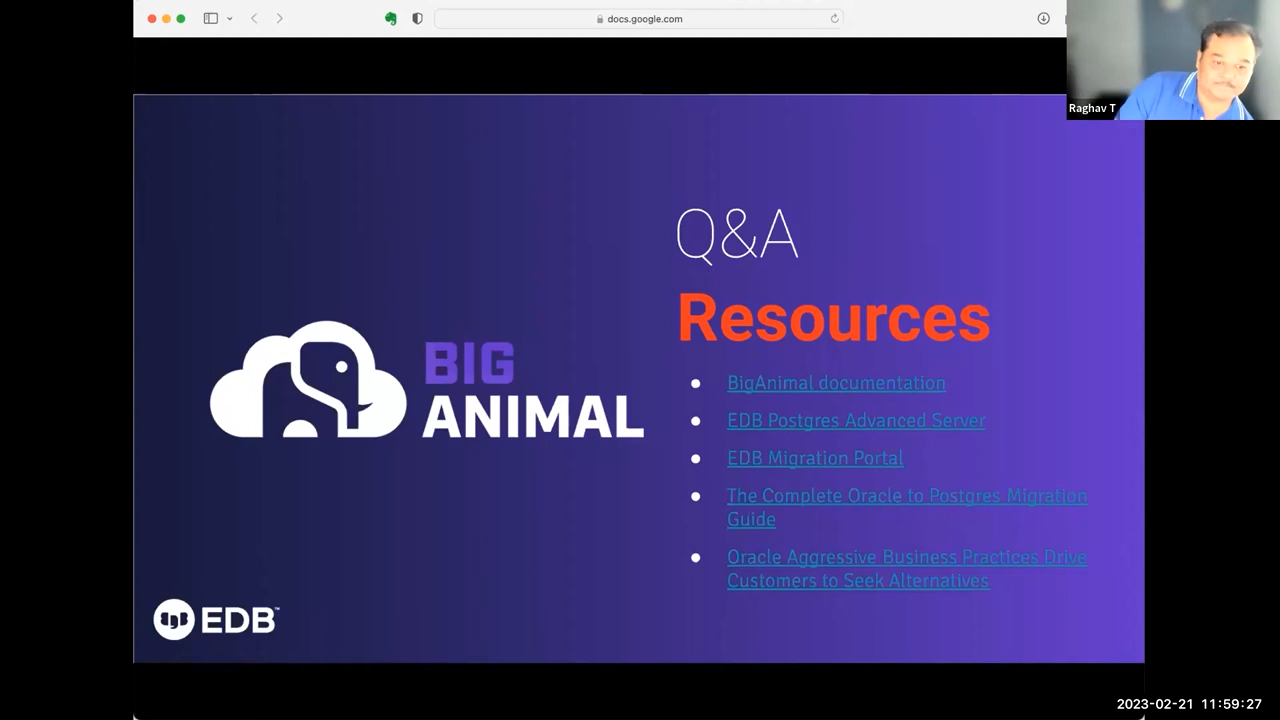 docs.google.com
Raghav T
Q&A
Resources
BIG
ANIMAL
• BigAnimal documentation
• EDB Postgres Advanced Server
• EDB Migration Portal
• The Complete Oracle to Postgres Migration
Guide
• Oracle Aggressive Business Practices Drive
Customers to Seek Alternatives
EDB™
2023-02-21 11:59:27